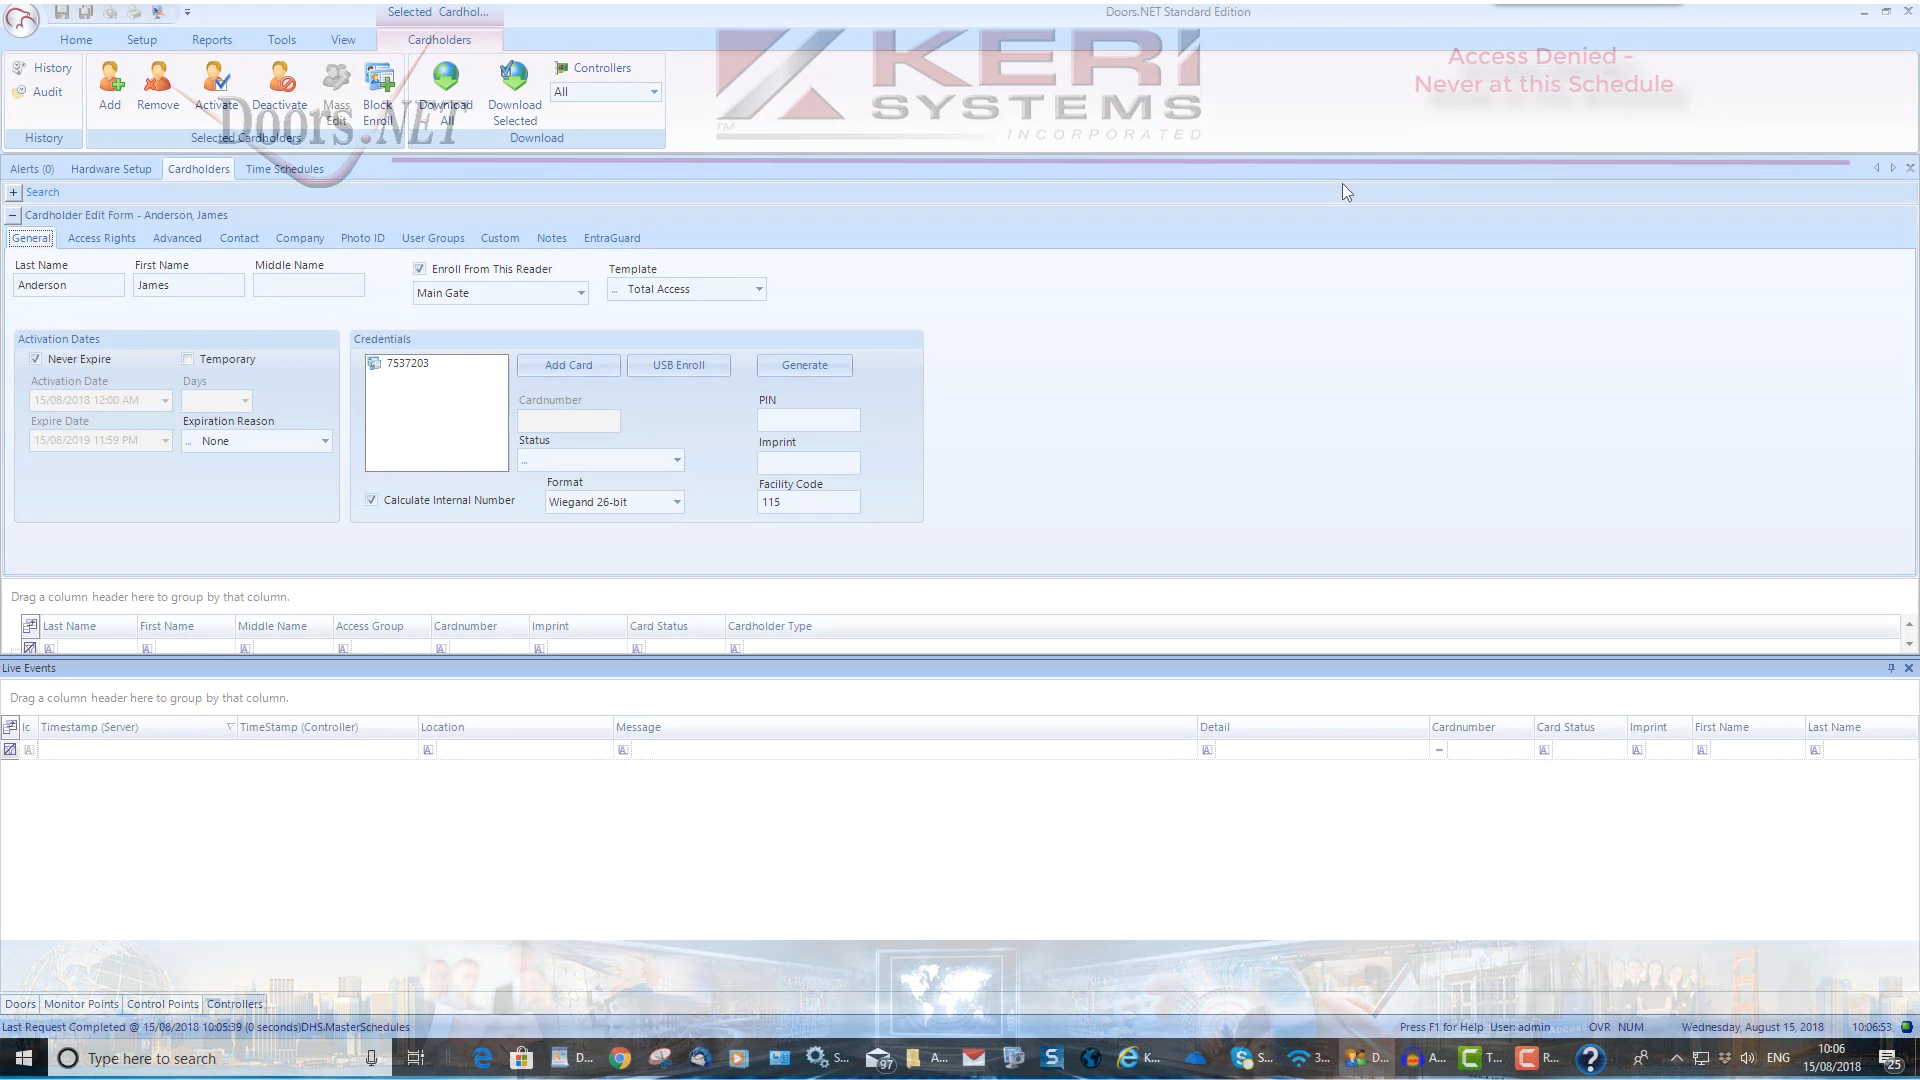 Selected Cardhol...
Doors.NET Standard Edition
Home Setup Reports Tools View Cardholders
KERI
SYSTEMS
INCORPORATED
TM
Access Denied -
Never at this Schedule
History
Audit
Add Remove Activate Deactivate Mass Edit Block Enroll Download All Download Selected
Controllers
All
Doors.NET
History Selected Cardholders Download
Alerts (0) Hardware Setup Cardholders Time Schedules
Search
Cardholder Edit Form - Anderson, James
General Access Rights Advanced Contact Company Photo ID User Groups Custom Notes EntraGuard
Last Name First Name Middle Name Enroll From This Reader Template
Anderson James Main Gate ... Total Access
Activation Dates Credentials
Never Expire Temporary 7537203 Add Card USB Enroll Generate
Activation Date Days Cardnumber PIN
15/08/2018 12:00 AM
Expire Date Expiration Reason Status Imprint
15/08/2019 11:59 PM ... None ...
Format Facility Code
Calculate Internal Number Wiegand 26-bit 115
Drag a column header here to group by that column.
Last Name First Name Middle Name Access Group Cardnumber Imprint Card Status Cardholder Type
Live Events
Drag a column header here to group by that column.
Ic Timestamp (Server) TimeStamp (Controller) Location Message Detail Cardnumber Card Status Imprint First Name Last Name
Doors Monitor Points Control Points Controllers
Last Request Completed @ 15/08/2018 10:05:39 (0 seconds)DHS.MasterSchedules Press F1 for Help User: admin OVR NUM Wednesday, August 15, 2018 10:06:53
Type here to search D... S... 97 A... K... S... 3... D... A... T... R... ENG 10:06
15/08/2018 25